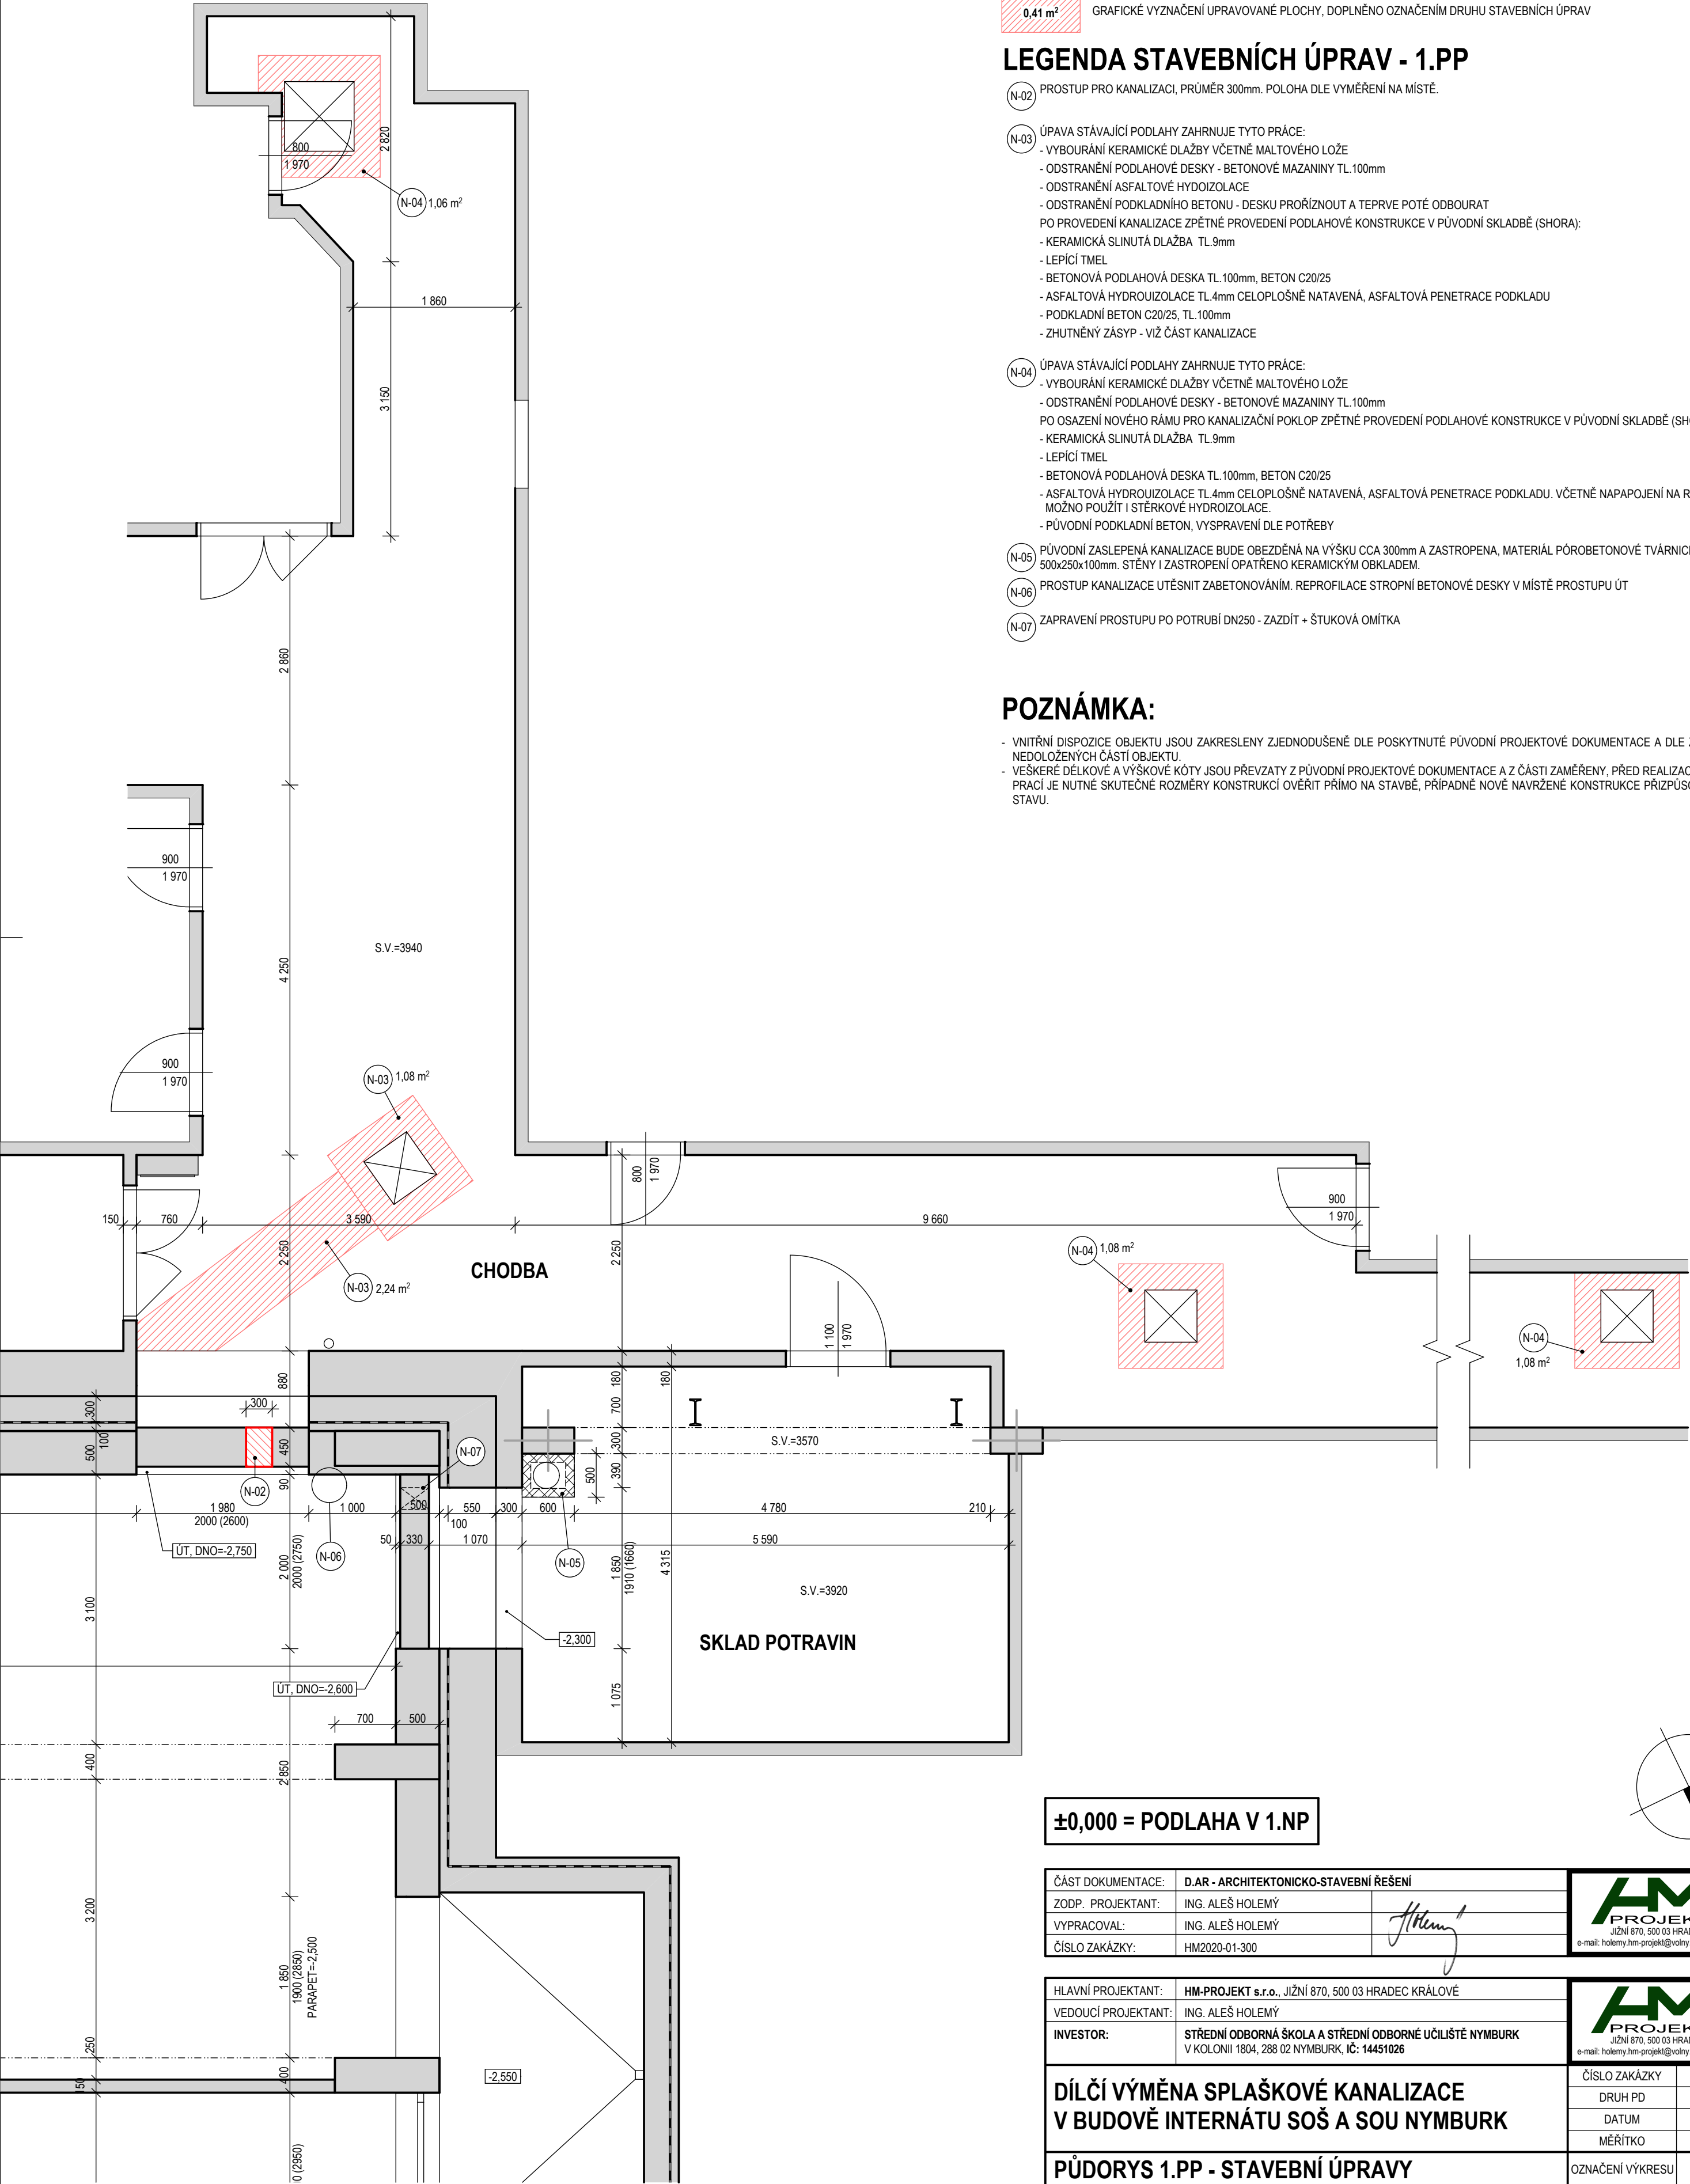 0,41 m²
GRAFICKÉ VYZNAČENÍ UPRAVOVANÉ PLOCHY, DOPLNĚNO OZNAČENÍM DRUHU STAVEBNÍCH ÚPRAV
LEGENDA STAVEBNÍCH ÚPRAV - 1.PP
N-02 PROSTUP PRO KANALIZACI, PRŮMĚR 300mm. POLOHA DLE VYMĚŘENÍ NA MÍSTĚ.
N-03 ÚPAVA STÁVAJÍCÍ PODLAHY ZAHRNUJE TYTO PRÁCE:
- VYBOURÁNÍ KERAMICKÉ DLAŽBY VČETNĚ MALTOVÉHO LOŽE
- ODSTRANĚNÍ PODLAHOVÉ DESKY - BETONOVÉ MAZANINY TL.100mm
- ODSTRANĚNÍ ASFALTOVÉ HYDOIZOLACE
- ODSTRANĚNÍ PODKLADNÍHO BETONU - DESKU PROŘÍZNOUT A TEPRVE POTÉ ODBOURAT
PO PROVEDENÍ KANALIZACE ZPĚTNÉ PROVEDENÍ PODLAHOVÉ KONSTRUKCE V PŮVODNÍ SKLADBĚ (SHORA):
- KERAMICKÁ SLINUTÁ DLAŽBA TL.9mm
- LEPÍCÍ TMEL
- BETONOVÁ PODLAHOVÁ DESKA TL.100mm, BETON C20/25
- ASFALTOVÁ HYDROUIZOLACE TL.4mm CELOPLOŠNĚ NATAVENÁ, ASFALTOVÁ PENETRACE PODKLADU
- PODKLADNÍ BETON C20/25, TL.100mm
- ZHUTNĚNÝ ZÁSYP - VIŽ ČÁST KANALIZACE
N-04 ÚPAVA STÁVAJÍCÍ PODLAHY ZAHRNUJE TYTO PRÁCE:
- VYBOURÁNÍ KERAMICKÉ DLAŽBY VČETNĚ MALTOVÉHO LOŽE
- ODSTRANĚNÍ PODLAHOVÉ DESKY - BETONOVÉ MAZANINY TL.100mm
PO OSAZENÍ NOVÉHO RÁMU PRO KANALIZAČNÍ POKLOP ZPĚTNÉ PROVEDENÍ PODLAHOVÉ KONSTRUKCE V PŮVODNÍ SKLADBĚ
- KERAMICKÁ SLINUTÁ DLAŽBA TL.9mm
- LEPÍCÍ TMEL
- BETONOVÁ PODLAHOVÁ DESKA TL.100mm, BETON C20/25
- ASFALTOVÁ HYDROUIZOLACE TL.4mm CELOPLOŠNĚ NATAVENÁ, ASFALTOVÁ PENETRACE PODKLADU. VČETNĚ NAPAPOJENÍ NA
MOŽNO POUŽÍT I STĚRKOVÉ HYDROIZOLACE.
- PŮVODNÍ PODKLADNÍ BETON, VYSPRAVENÍ DLE POTŘEBY
N-05 PŮVODNÍ ZASLEPENÁ KANALIZACE BUDE OBEZDĚNÁ NA VÝŠKU CCA 300mm A ZASTROPENA, MATERIÁL PÓROBETONOVÉ
500x250x100mm. STĚNY I ZASTROPENÍ OPATŘENO KERAMICKÝM OBKLADEM.
N-06 PROSTUP KANALIZACE UTĚSNIT ZABETONOVÁNÍM. REPROFILACE STROPNÍ BETONOVÉ DESKY V MÍSTĚ PROSTUPU ÚT
N-07 ZAPRAVENÍ PROSTUPU PO POTRUBÍ DN250 - ZAZDÍT + ŠTUKOVÁ OMÍTKA
POZNÁMKA:
- VNITŘNÍ DISPOZICE OBJEKTU JSOU ZAKRESLENY ZJEDNODUŠENĚ DLE POSKYTNUTÉ PŮVODNÍ PROJEKTOVÉ DOKUMENTACE A DLE
NEDOLOŽENÝCH ČÁSTÍ OBJEKTU.
- VEŠKERÉ DÉLKOVÉ A VÝŠKOVÉ KÓTY JSOU PŘEVZATY Z PŮVODNÍ PROJEKTOVÉ DOKUMENTACE A Z ČÁSTI ZAMĚŘENY, PŘED
PRACÍ JE NUTNÉ SKUTEČNÉ ROZMĚRY KONSTRUKCÍ OVĚŘIT PŘÍMO NA STAVBĚ, PŘÍPADNĚ NOVĚ NAVRŽENÉ KONSTRUKCE
STAVU.
800
1 970
2 820
N-04 1,06 m²
1 860
3 150
2 860
900
1 970
S.V.=3940
4 250
900
1 970
N-03 1,08 m²
800
1 970
900
1 970
150
760
3 590
9 660
2 250
2 250
N-04 1,08 m²
CHODBA
N-03 2,24 m²
1 100
1 970
N-04
1,08 m²
880
180
180
300
300
700
S.V.=3570
500
100
450
N-07
300
390
500
90
N-02
1 980
2000 (2600)
1 000
500
550
300
600
4 780
210
100
50
330
1 070
5 590
ÚT, DNO=-2,750
N-06
N-05
2 000
2000 (2750)
1 850
1910 (1660)
4 315
S.V.=3920
3 100
-2,300
SKLAD POTRAVIN
ÚT, DNO=-2,600
1 075
700
500
400
2 850
3 200
1 850
1900 (2850)
PARAPET=-2,500
250
400
150
-2,550
(2950)
±0,000 = PODLAHA V 1.NP
ČÁST DOKUMENTACE: D.AR - ARCHITEKTONICKO-STAVEBNÍ ŘEŠENÍ
ZODP. PROJEKTANT: ING. ALEŠ HOLEMÝ
VYPRACOVAL: ING. ALEŠ HOLEMÝ
ČÍSLO ZAKÁZKY: HM2020-01-300
Holemý
JIŽNÍ 870, 500 03
e-mail: holemy.hm-projekt@volny
HLAVNÍ PROJEKTANT: HM-PROJEKT s.r.o., JIŽNÍ 870, 500 03 HRADEC KRÁLOVÉ
VEDOUCÍ PROJEKTANT: ING. ALEŠ HOLEMÝ
INVESTOR: STŘEDNÍ ODBORNÁ ŠKOLA A STŘEDNÍ ODBORNÉ UČILIŠTĚ NYMBURK
V KOLONII 1804, 288 02 NYMBURK, IČ: 14451026
JIŽNÍ 870, 500 03
e-mail: holemy.hm-projekt@volny
DÍLČÍ VÝMĚNA SPLAŠKOVÉ KANALIZACE
V BUDOVĚ INTERNÁTU SOŠ A SOU NYMBURK
ČÍSLO ZAKÁZKY
DRUH PD
DATUM
MĚŘÍTKO
PŮDORYS 1.PP - STAVEBNÍ ÚPRAVY
OZNAČENÍ VÝKRESU